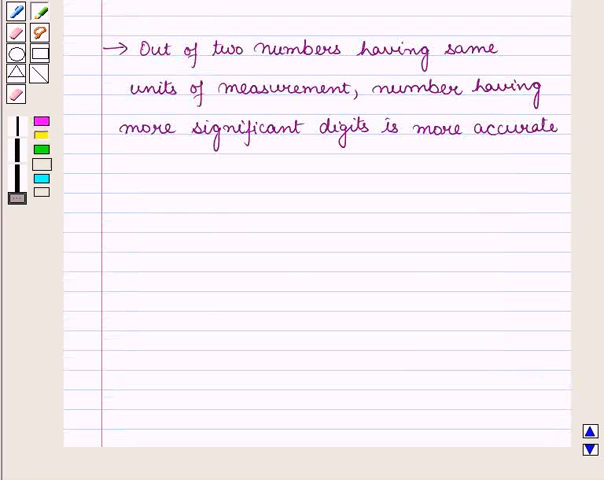 → Out of two numbers having same
units of measurement, number having
more significant digits is more accurate